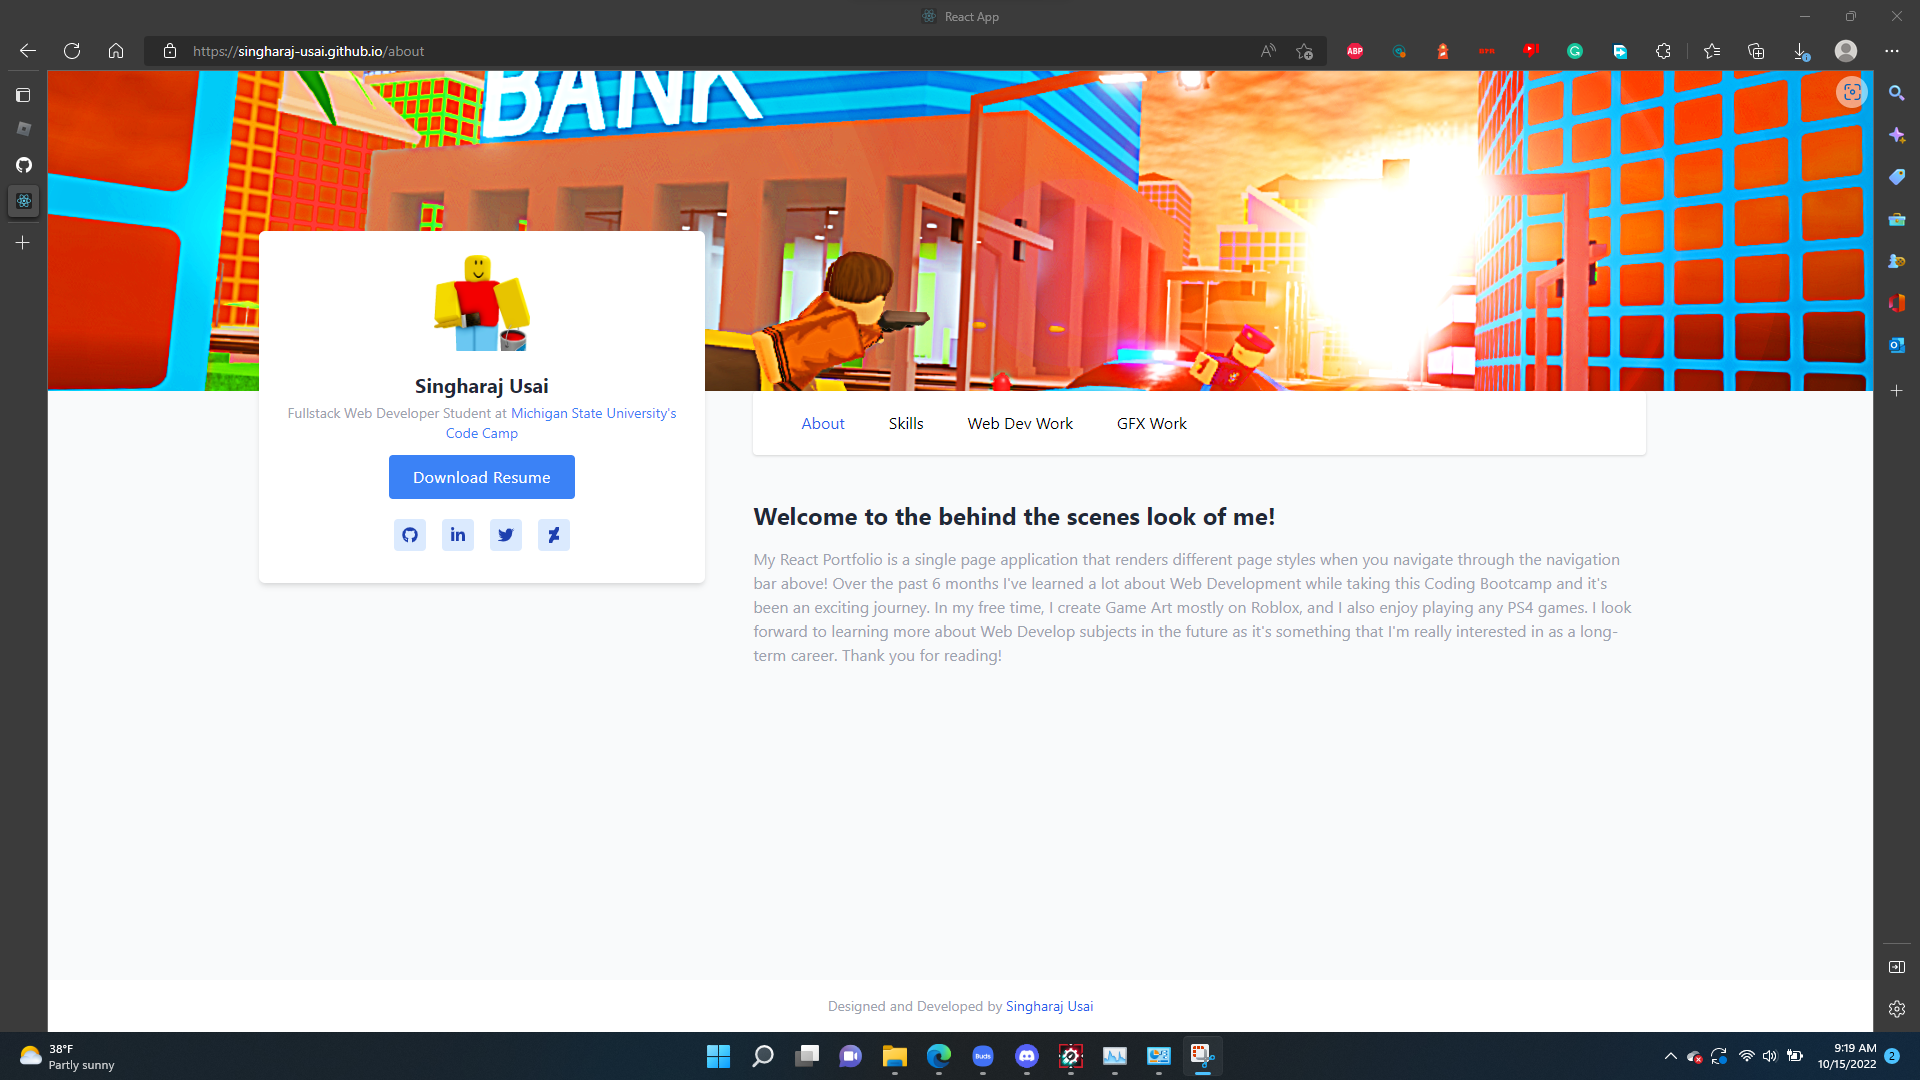 React App
https://singharaj-usai.github.io/about
ABP
BANK
Singharaj Usai
Fullstack Web Developer Student at Michigan State University's
Code Camp
Download Resume
About
Skills
Web Dev Work
GFX Work
Welcome to the behind the scenes look of me!
My React Portfolio is a single page application that renders different page styles when you navigate through the navigation
bar above! Over the past 6 months I've learned a lot about Web Development while taking this Coding Bootcamp and it's
been an exciting journey. In my free time, I create Game Art mostly on Roblox, and I also enjoy playing any PS4 games. I look
forward to learning more about Web Develop subjects in the future as it's something that I'm really interested in as a long-
term career. Thank you for reading!
Designed and Developed by Singharaj Usai
38°F
Partly sunny
Buds
9:19 AM
10/15/2022
2